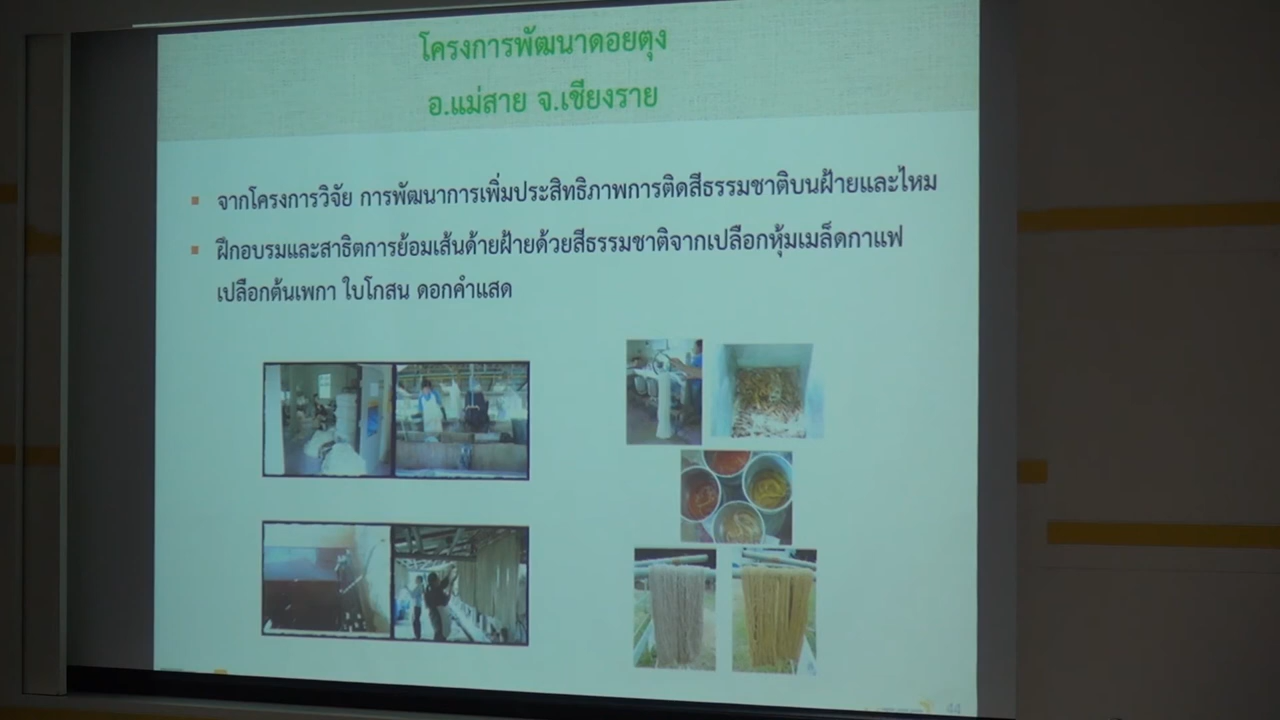 โครงการพัฒนาดอยตุง
อ.แม่สาย จ.เชียงราย
จากโครงการวิจัย การพัฒนาการเพิ่มประสิทธิภาพการติดสีธรรมชาติบนฝ้ายและไหม
ฝึกอบรมและสาธิตการย้อมเส้นด้ายฝ้ายด้วยสีธรรมชาติจากเปลือกหุ้มเมล็ดกาแฟ
เปลือกต้นเพกา ใบโกสน ดอกคำแสด
44